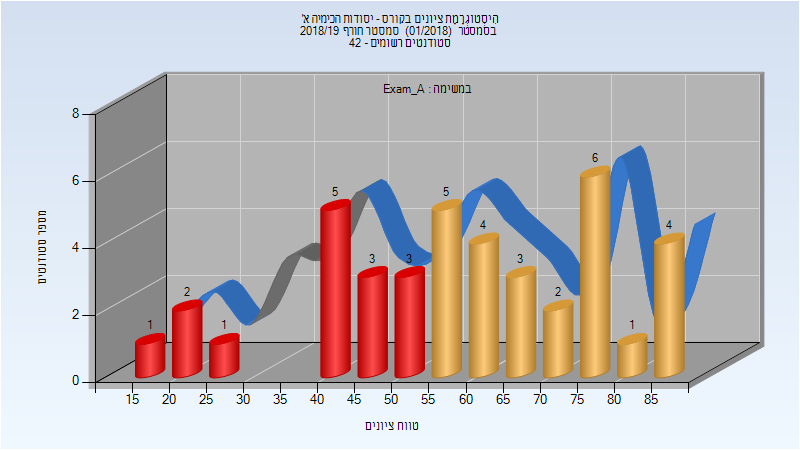 היסטוגרמת ציונים בקורס - יסודות הכימיה א'
בסמסטר (01/2018) סמסטר חורף 2018/19
סטודנטים רשומים - 42
במשימה : Exam_A
מספר סטודנטים
8
6
4
2
0
1
2
1
5
3
3
5
4
3
2
6
1
4
15 20 25 30 35 40 45 50 55 60 65 70 75 80 85
טווח ציונים